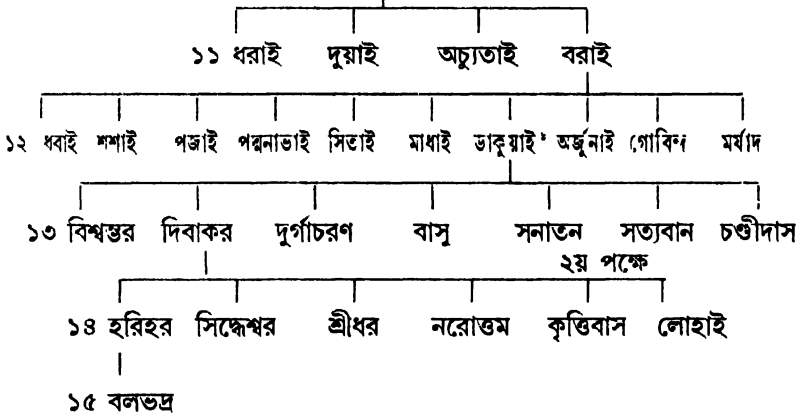 ১১ ধরাই দুয়াই অচ্যুতাই বরাই
১২ ধবাই শশাই পজাই পদ্মনাভাই সিতাই মাধাই ডাকুয়াই অর্জুনাই গোবিন্দ মর্যাদ
১৩ বিশ্বম্ভর দিবাকর দুর্গাচরণ বাসু সনাতন সত্যবান চণ্ডীদাস
২য় পক্ষে
১৪ হরিহর সিদ্ধেশ্বর শ্রীধর নরোত্তম কৃত্তিবাস লোহাই
১৫ বলভদ্র